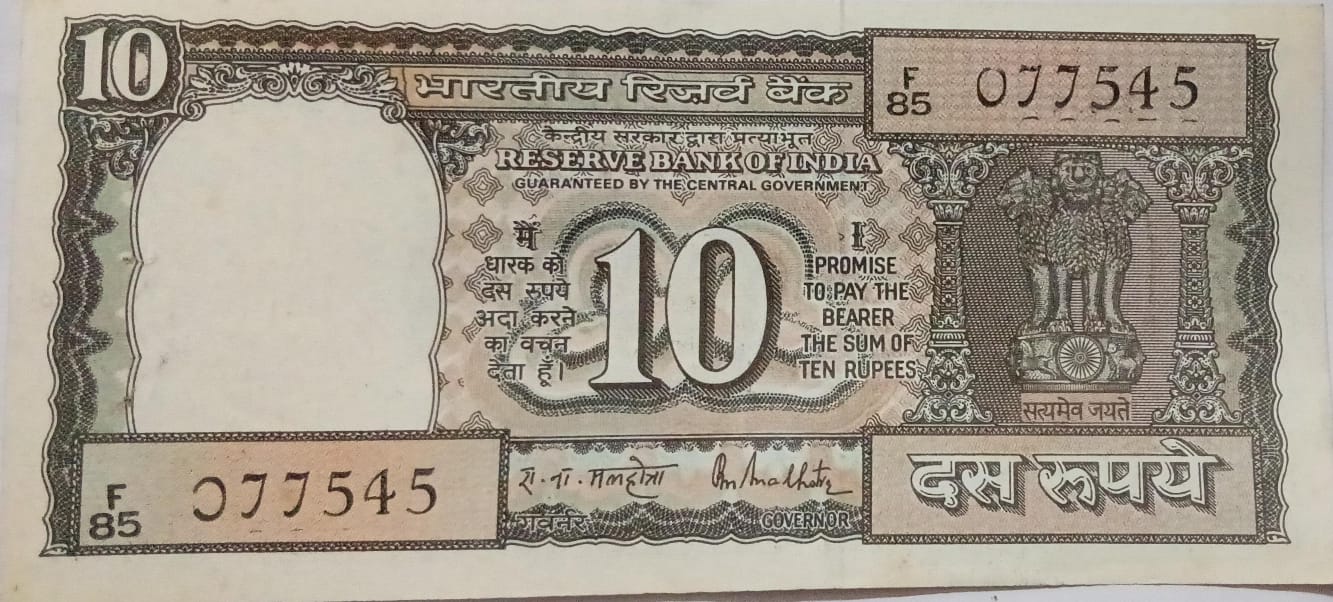 10
भारतीय रिज़र्व बैंक
F
85 077545
केन्द्रीय सरकार द्वारा प्रत्याभूत
RESERVE BANK OF INDIA
GUARANTEED BY THE CENTRAL GOVERNMENT
मैं
धारक को
दस रुपये
अदा करने
का वचन
देता हूँ।
10
I
PROMISE
TO PAY THE
BEARER
THE SUM OF
TEN RUPEES
सत्यमेव जयते
F
85 077545
रा. ना. मलहोत्रा
RN Malhotra
गवर्नर
GOVERNOR
दस रुपये